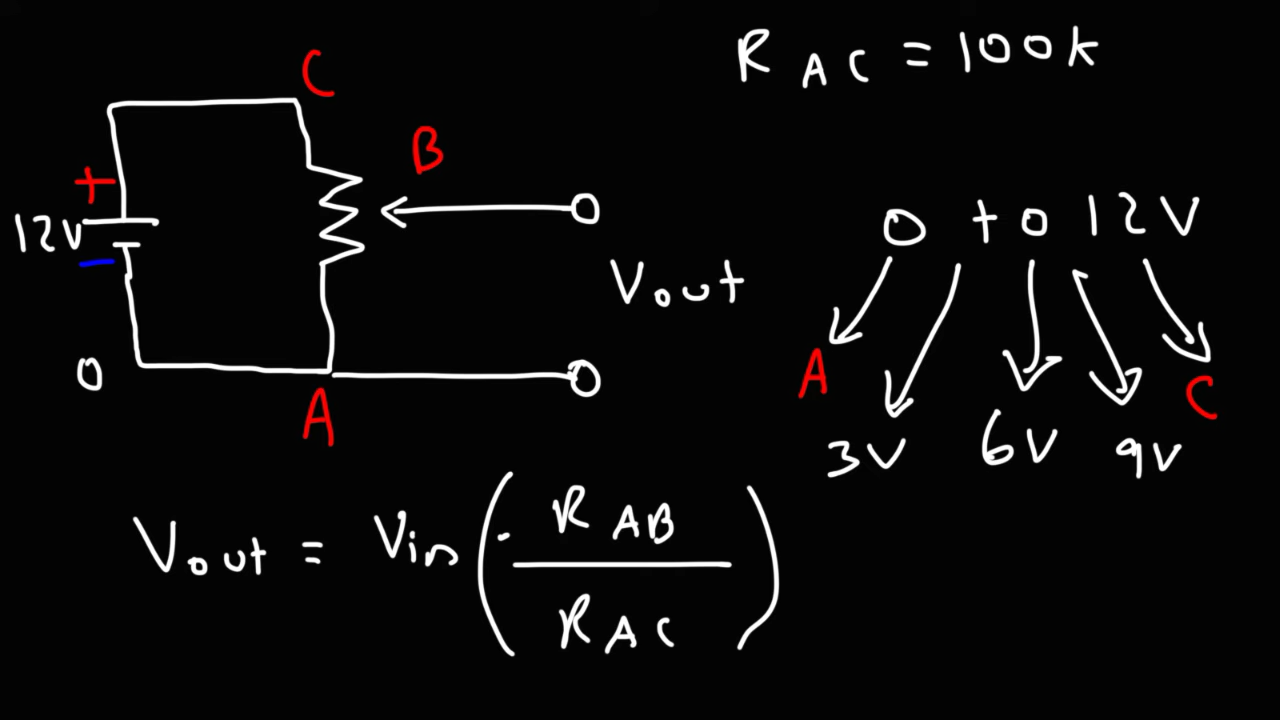 C
R AC = 100k
B
+
12V
−
0 to 12V
Vout
0
A
A
C
3V 6V 9V
Vout = Vin ( RAB / RAC )